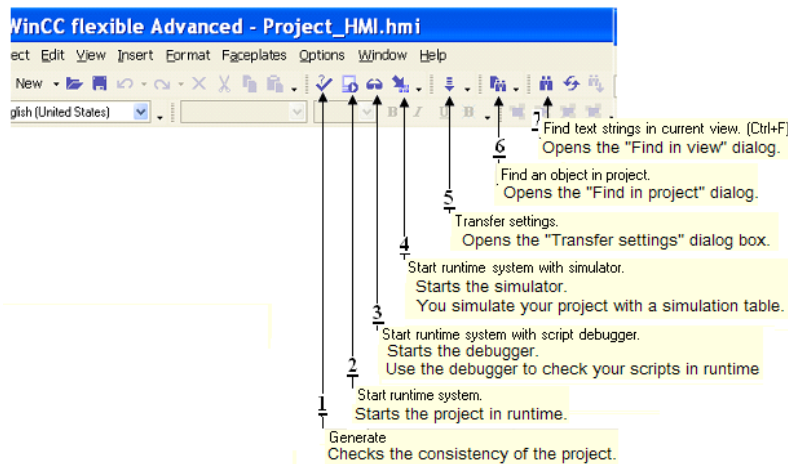 WinCC flexible Advanced - Project_HMI.hmi
ect Edit View Insert Format Faceplates Options Window Help
New
glish (United States) B I U B
7 Find text strings in current view. (Ctrl+F)
Opens the "Find in view" dialog.
6
Find an object in project.
Opens the "Find in project" dialog.
5
Transfer settings.
Opens the "Transfer settings" dialog box.
4
Start runtime system with simulator.
Starts the simulator.
You simulate your project with a simulation table.
3
Start runtime system with script debugger.
Starts the debugger.
Use the debugger to check your scripts in runtime
2
Start runtime system.
Starts the project in runtime.
1
Generate
Checks the consistency of the project.